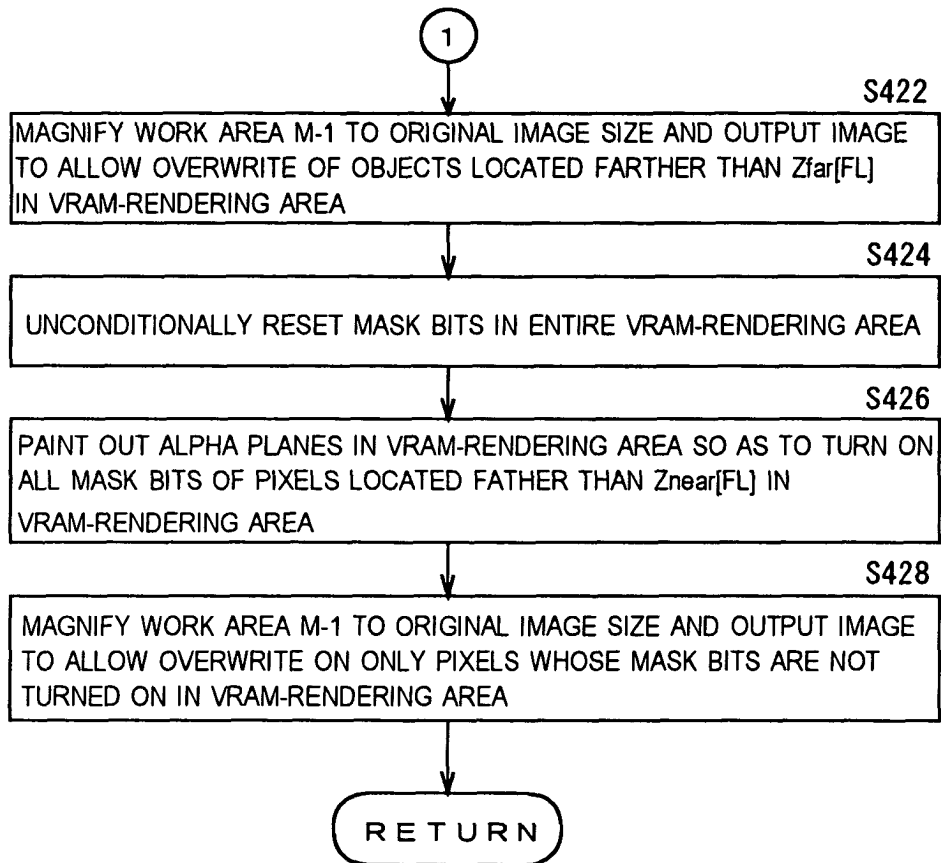 1
S422
MAGNIFY WORK AREA M-1 TO ORIGINAL IMAGE SIZE AND OUTPUT IMAGE
TO ALLOW OVERWRITE OF OBJECTS LOCATED FARTHER THAN Zfar[FL]
IN VRAM-RENDERING AREA
S424
UNCONDITIONALLY RESET MASK BITS IN ENTIRE VRAM-RENDERING AREA
S426
PAINT OUT ALPHA PLANES IN VRAM-RENDERING AREA SO AS TO TURN ON
ALL MASK BITS OF PIXELS LOCATED FATHER THAN Znear[FL] IN
VRAM-RENDERING AREA
S428
MAGNIFY WORK AREA M-1 TO ORIGINAL IMAGE SIZE AND OUTPUT IMAGE
TO ALLOW OVERWRITE ON ONLY PIXELS WHOSE MASK BITS ARE NOT
TURNED ON IN VRAM-RENDERING AREA
RETURN